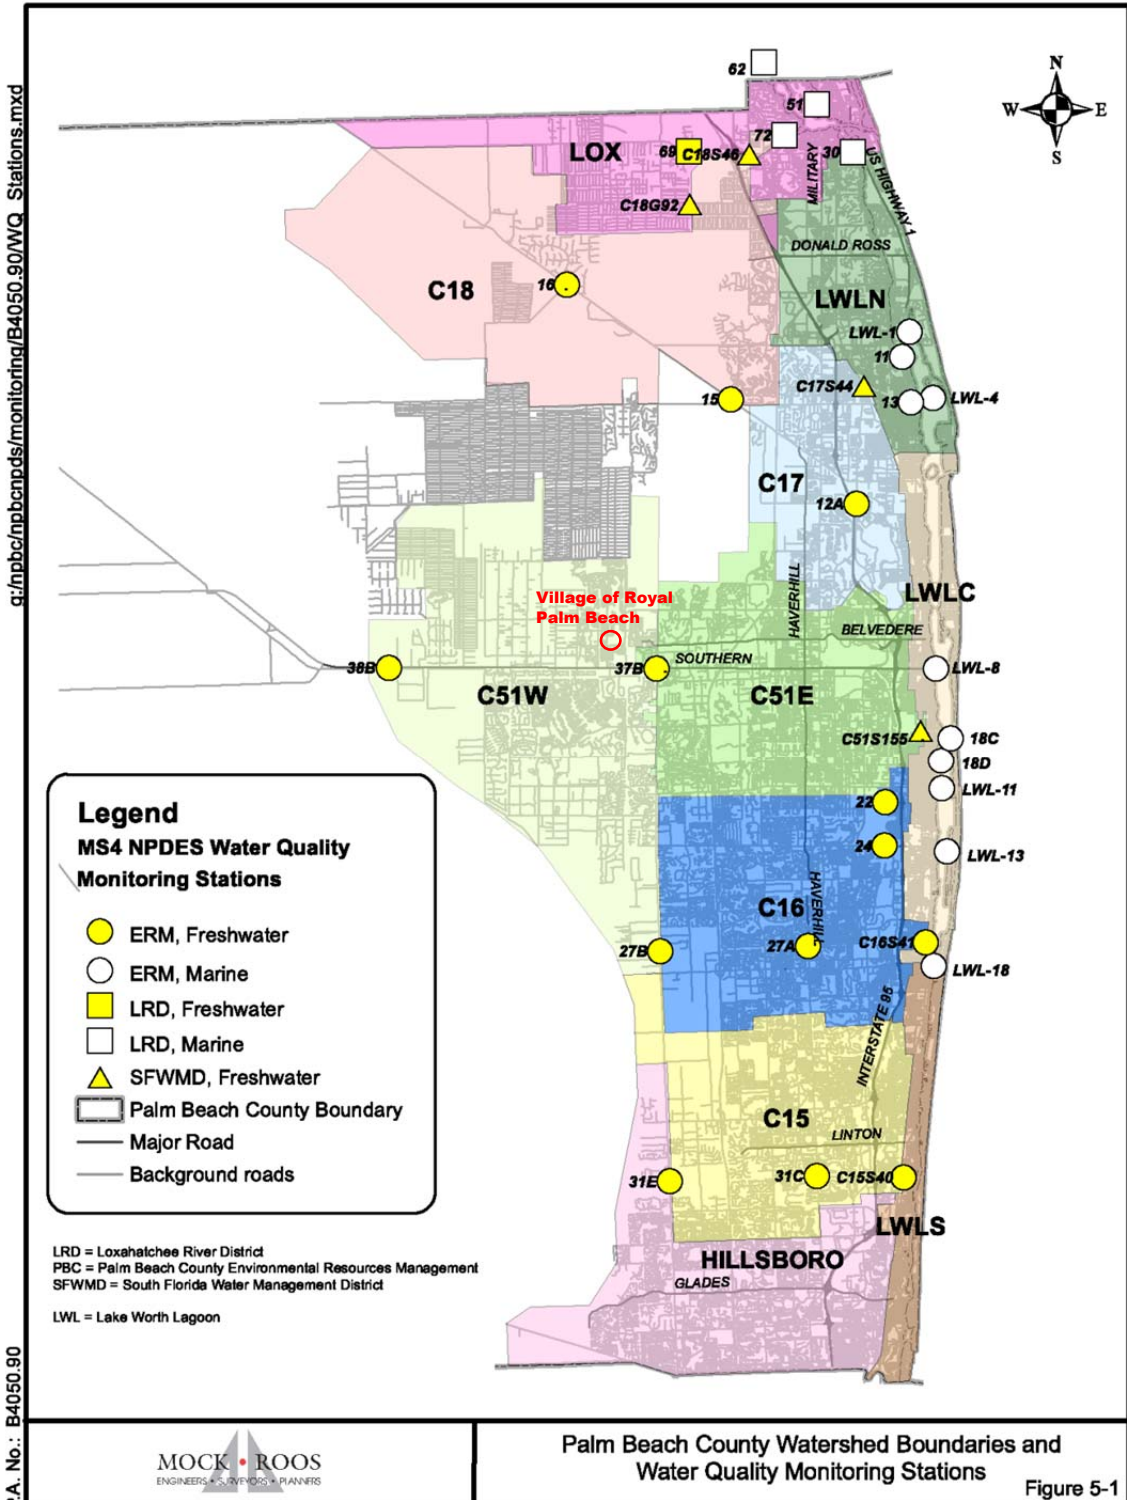 g:/npbc/npbcnpds/monitoring/B4050.90/WQ_Stations.mxd
N
W E
S
62
51
72
69
C18S46
30
LOX
MILITARY
US HIGHWAY 1
C18G92
DONALD ROSS
C18
16
LWLN
LWL-1
11
C17S44
13
LWL-4
15
C17
12A
HAVERHILL
LWLC
Village of Royal
Palm Beach
BELVEDERE
SOUTHERN
38B
37B
LWL-8
C51W
C51E
C51S155
18C
18D
LWL-11
22
24
LWL-13
C16
HAVERHILL
27B
27A
C16S41
LWL-18
INTERSTATE 95
C15
LINTON
31E
31C
C15S40
LWLS
HILLSBORO
GLADES
Legend
MS4 NPDES Water Quality
Monitoring Stations
ERM, Freshwater
ERM, Marine
LRD, Freshwater
LRD, Marine
SFWMD, Freshwater
Palm Beach County Boundary
Major Road
Background roads
LRD = Loxahatchee River District
PBC = Palm Beach County Environmental Resources Management
SFWMD = South Florida Water Management District
LWL = Lake Worth Lagoon
.A. No.: B4050.90
MOCK • ROOS
ENGINEERS • SURVEYORS • PLANNERS
Palm Beach County Watershed Boundaries and
Water Quality Monitoring Stations
Figure 5-1